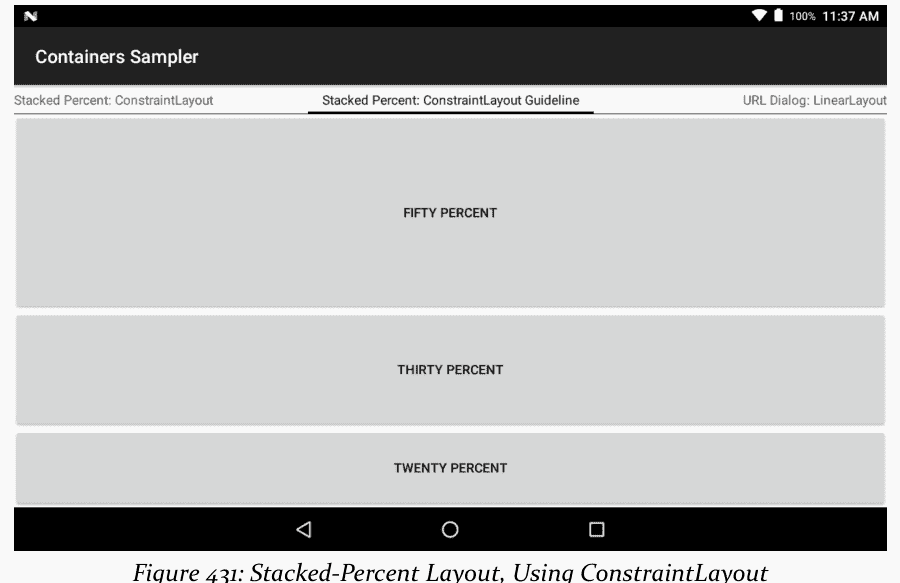 100% 11:37 AM
Containers Sampler
Stacked Percent: ConstraintLayout Stacked Percent: ConstraintLayout Guideline URL Dialog: LinearLayout
FIFTY PERCENT
THIRTY PERCENT
TWENTY PERCENT
Figure 431: Stacked-Percent Layout, Using ConstraintLayout